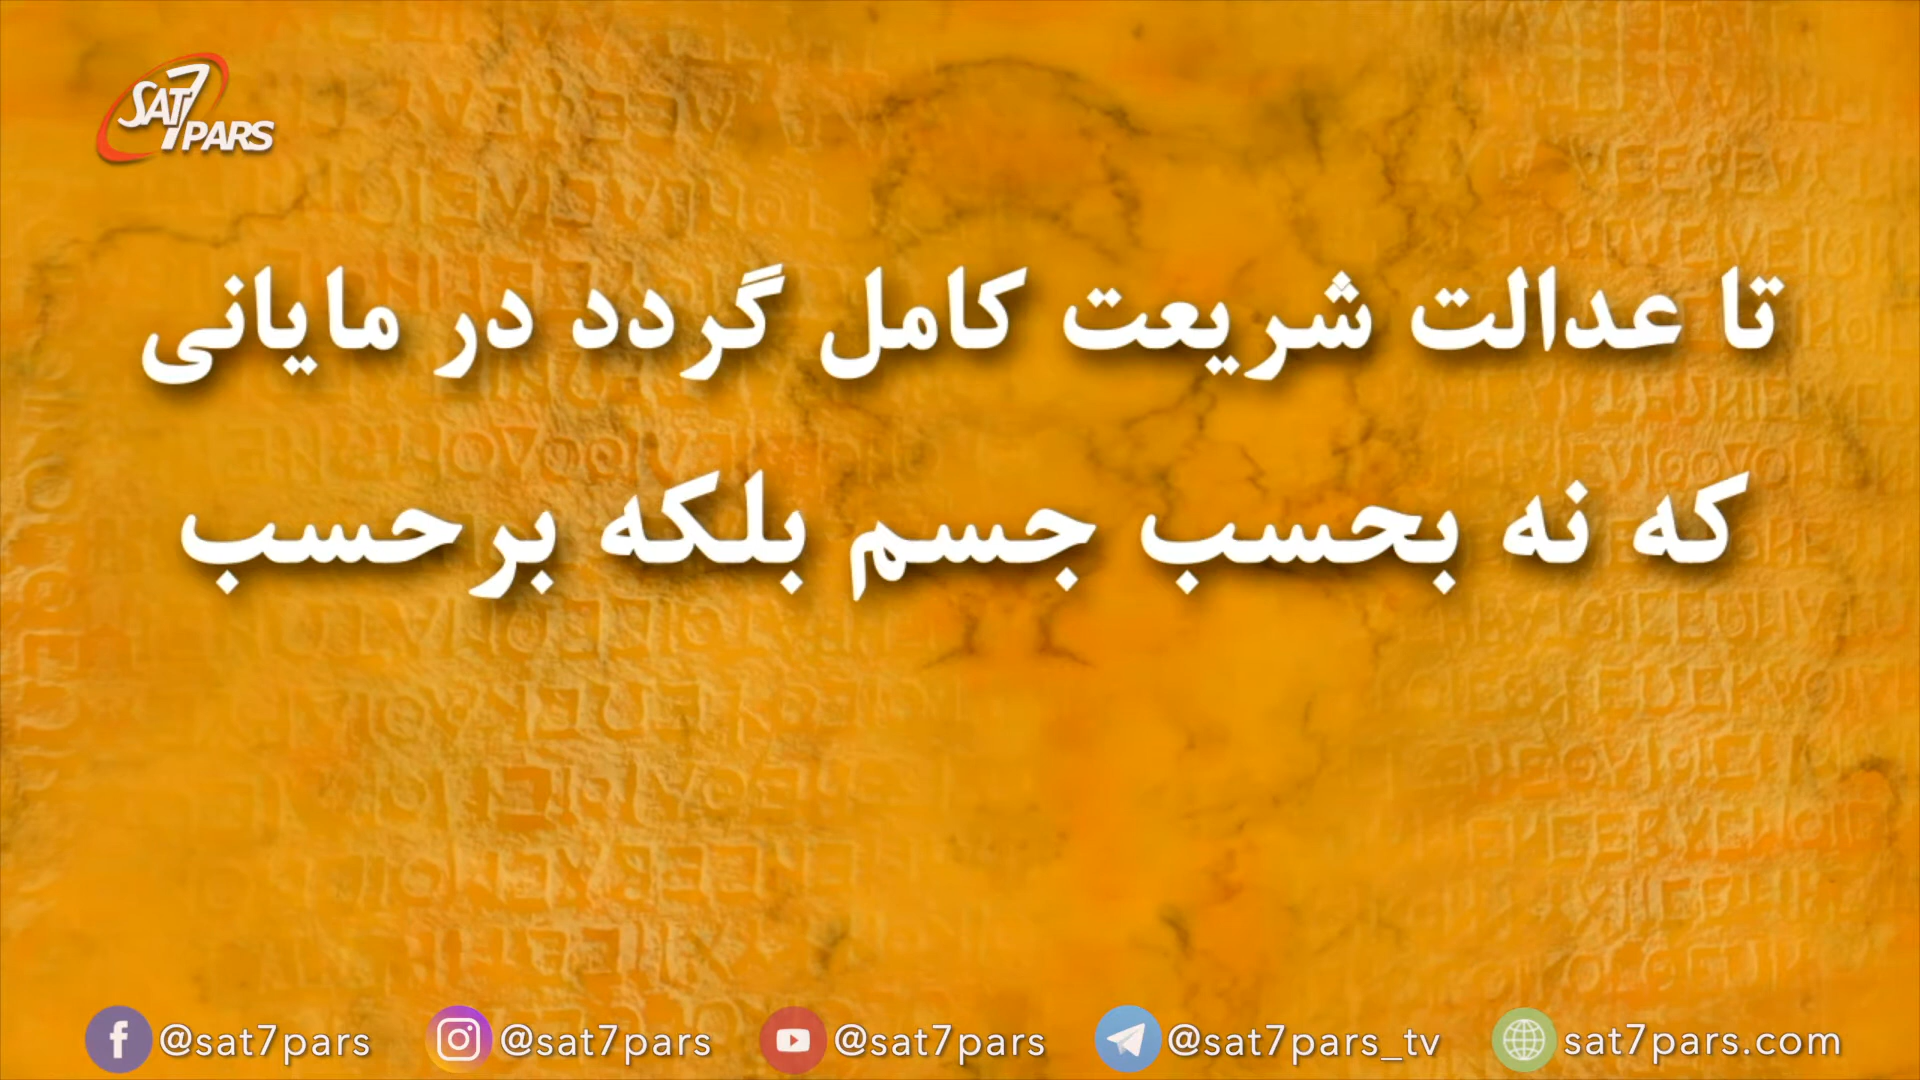 SAT7 PARS
تا عدالت شریعت کامل گردد در مایانی
که نه بحسب جسم بلکه برحسب
@sat7pars @sat7pars @sat7pars @sat7pars_tv sat7pars.com